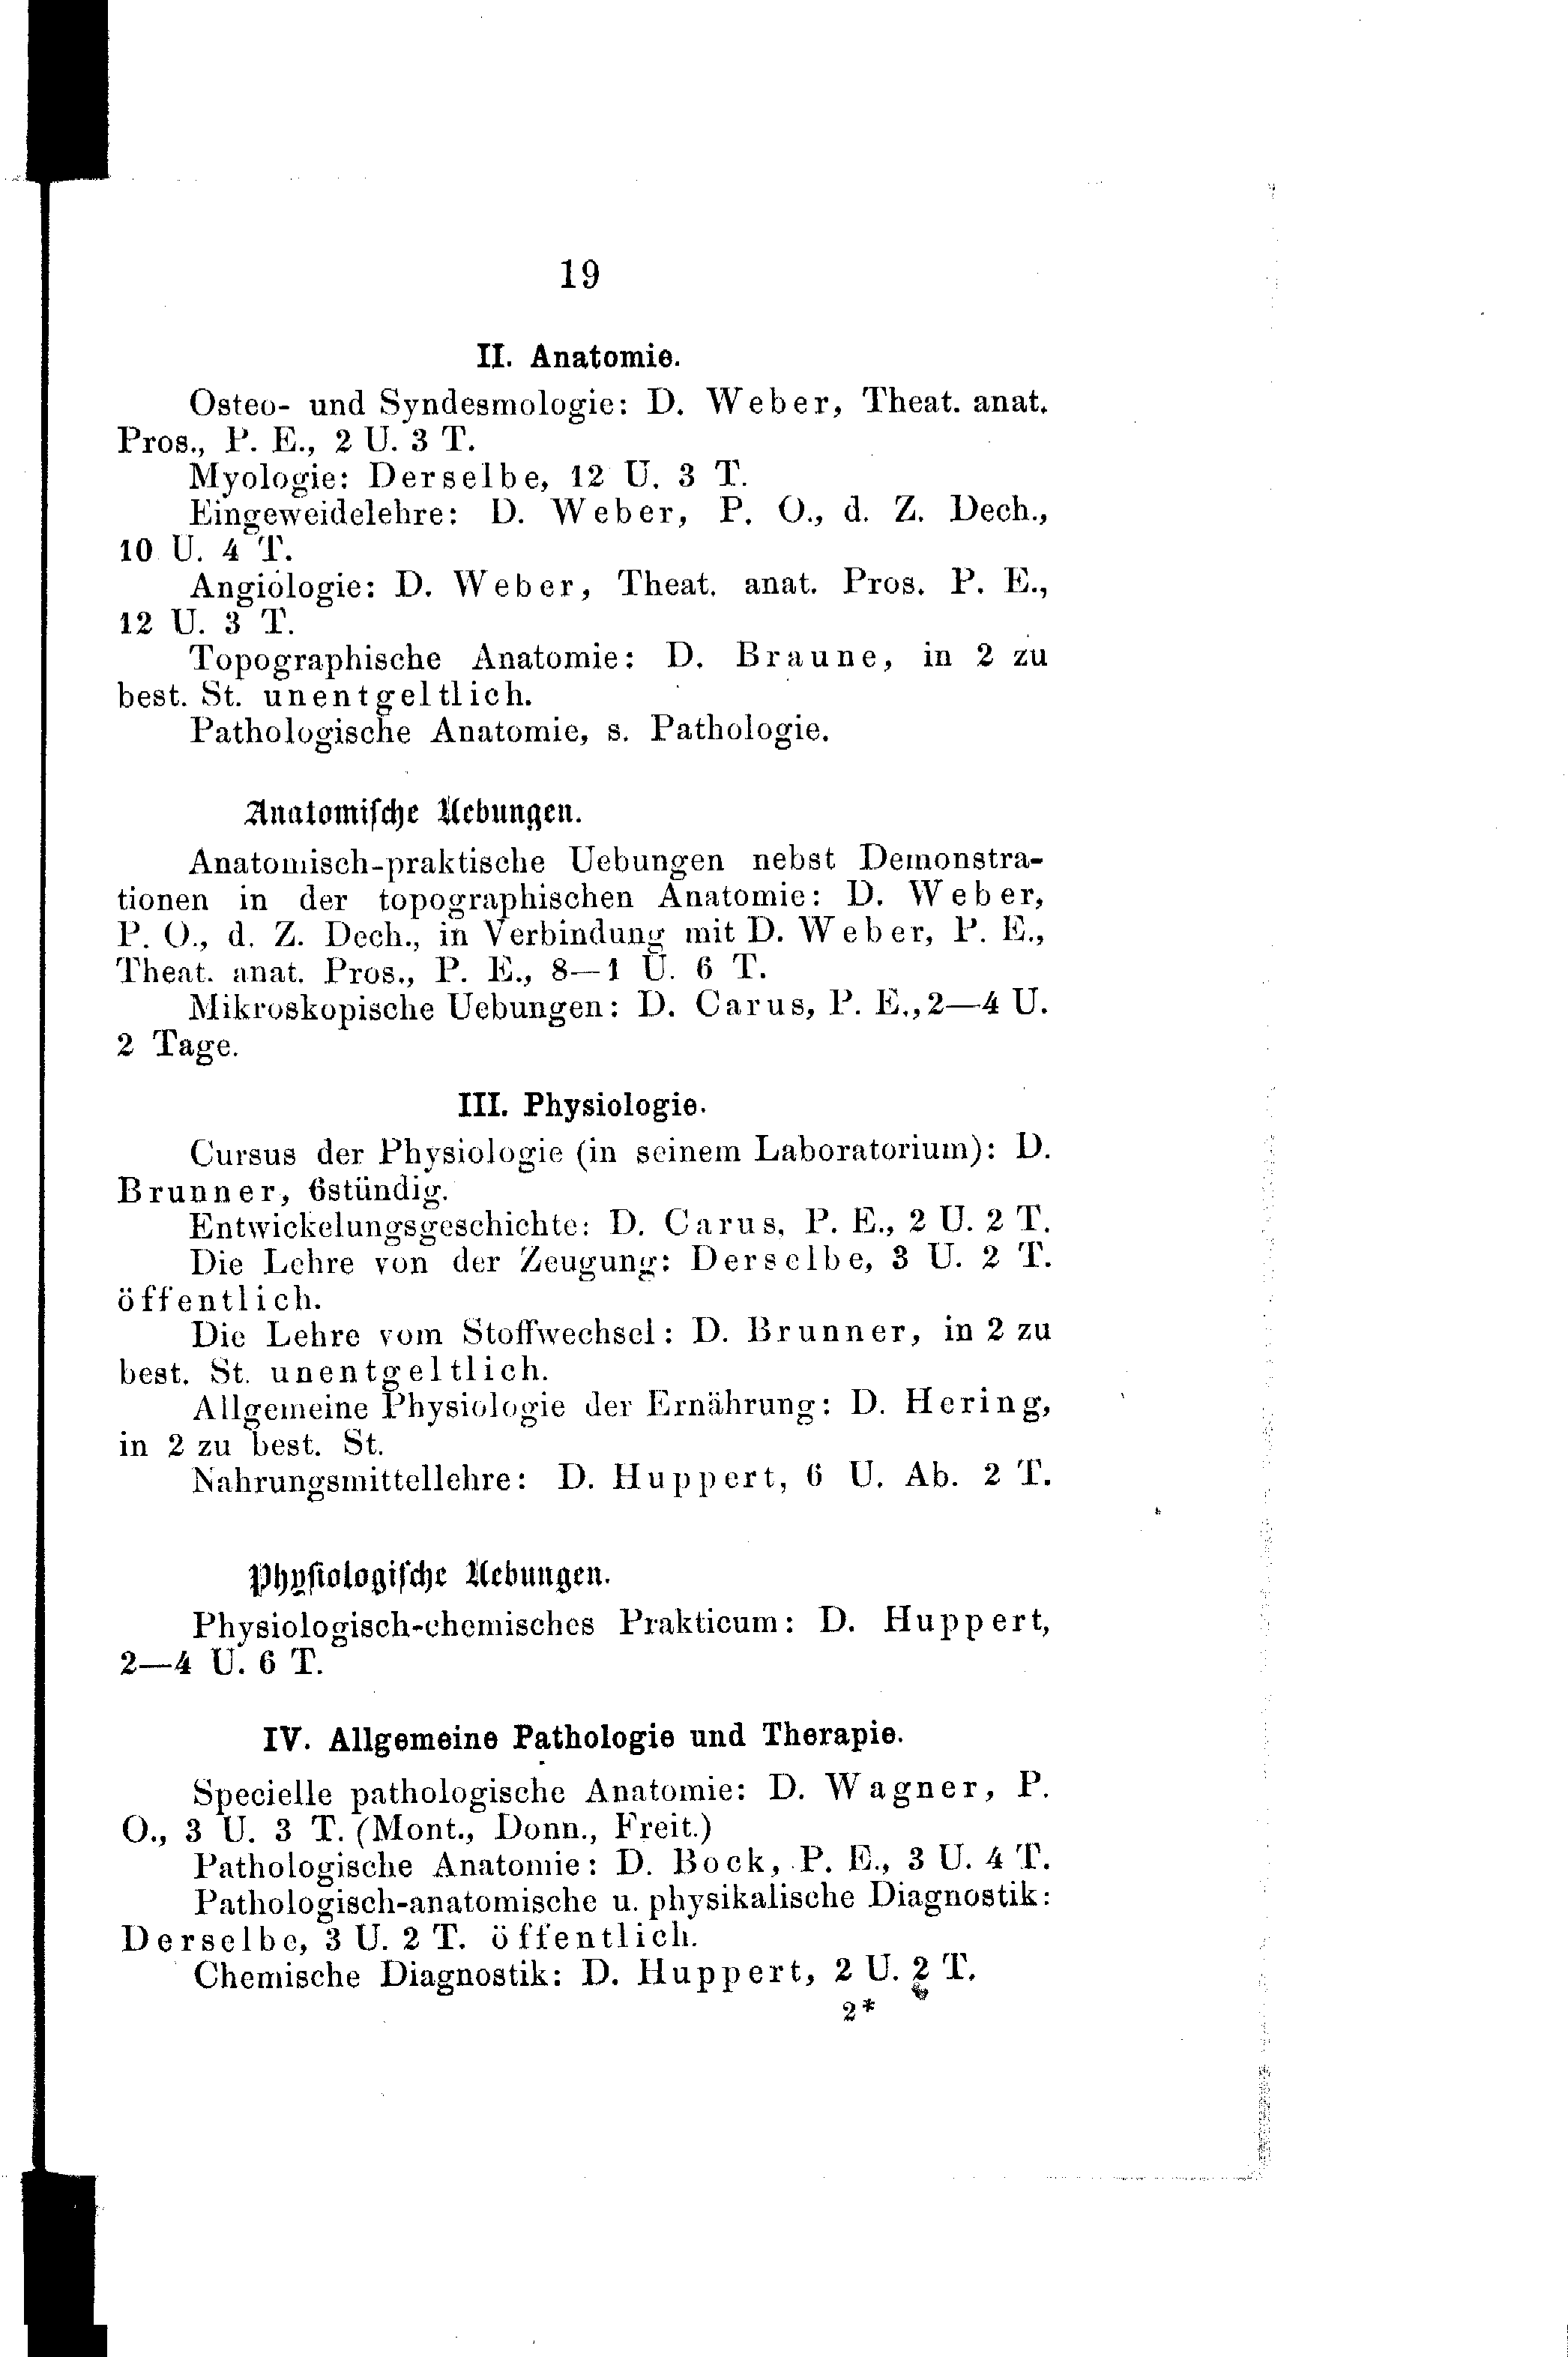 19
II. Anatomie.
Osteo- und Syndesmologie: D. Weber, Theat. anat.
Pros., P. E., 2 U. 3 T.
Myologie: Derselbe, 12 U. 3 T.
Eingeweidelehre: D. Weber, P. O., d. Z. Dech.,
10 U. 4 T.
Angiologie: D. Weber, Theat. anat. Pros. P. E.,
12 U. 3 T.
Topographische Anatomie: D. Braune, in 2 zu
best. St. unentgeltlich.
Pathologische Anatomie, s. Pathologie.
Anatomiſche Uebungen.
Anatomisch-praktische Uebungen nebst Demonstra-
tionen in der topographischen Anatomie: D. Weber,
P. O., d. Z. Dech., in Verbindung mit D. Weber, P. E.,
Theat. anat. Pros., P. E., 8—1 U. 6 T.
Mikroskopische Uebungen: D. Carus, P. E., 2—4 U.
2 Tage.
III. Physiologie.
Cursus der Physiologie (in seinem Laboratorium): D.
Brunner, 6stündig.
Entwickelungsgeschichte: D. Carus, P. E., 2 U. 2 T.
Die Lehre von der Zeugung: Derselbe, 3 U. 2 T.
öffentlich.
Die Lehre vom Stoffwechsel: D. Brunner, in 2 zu
best. St. unentgeltlich.
Allgemeine Physiologie der Ernährung: D. Hering,
in 2 zu best. St.
Nahrungsmittellehre: D. Huppert, 6 U. Ab. 2 T.
Phyſiologiſche Uebungen.
Physiologisch-chemisches Prakticum: D. Huppert,
2—4 U. 6 T.
IV. Allgemeine Pathologie und Therapie.
Specielle pathologische Anatomie: D. Wagner, P.
O., 3 U. 3 T. (Mont., Donn., Freit.)
Pathologische Anatomie: D. Bock, P. E., 3 U. 4 T.
Pathologisch-anatomische u. physikalische Diagnostik:
Derselbe, 3 U. 2 T. öffentlich.
Chemische Diagnostik: D. Huppert, 2 U. 2 T.
2*